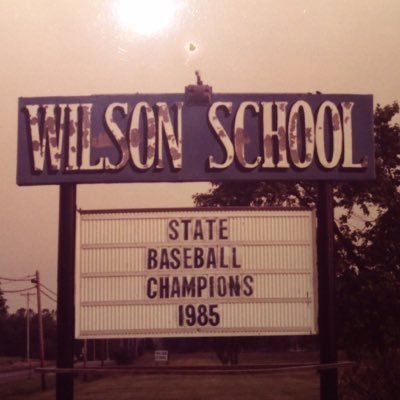 WILSON SCHOOL
STATE
BASEBALL
CHAMPIONS
1985